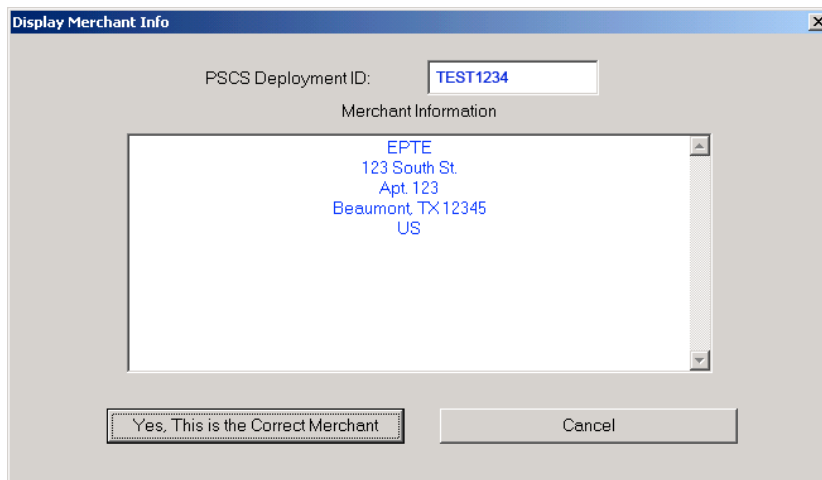 Display Merchant Info
PSCS Deployment ID: TEST1234
Merchant Information
EPTE
123 South St.
Apt. 123
Beaumont, TX 12345
US
Yes, This is the Correct Merchant Cancel